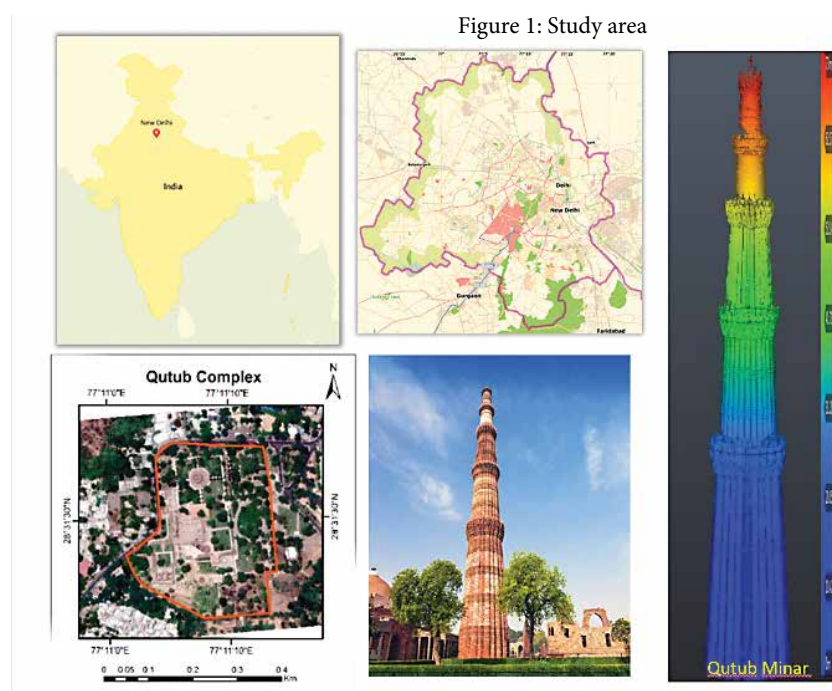 Figure 1: Study area
New Delhi
India
Delhi
New Delhi
Gurgaon
Faridabad
Qutub Complex
N
77°11'0"E
77°11'10"E
28°31'30"N
28°31'30"N
77°11'0"E
77°11'10"E
0 0.05 0.1 0.2 0.3 0.4
Km
Qutub Minar